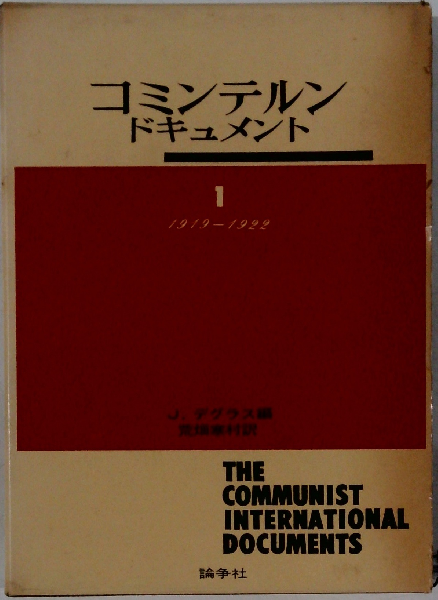 コミンテルン
ドキュメント
1
1919–1922
J. デグラス編
荒畑寒村訳
THE
COMMUNIST
INTERNATIONAL
DOCUMENTS
論争社